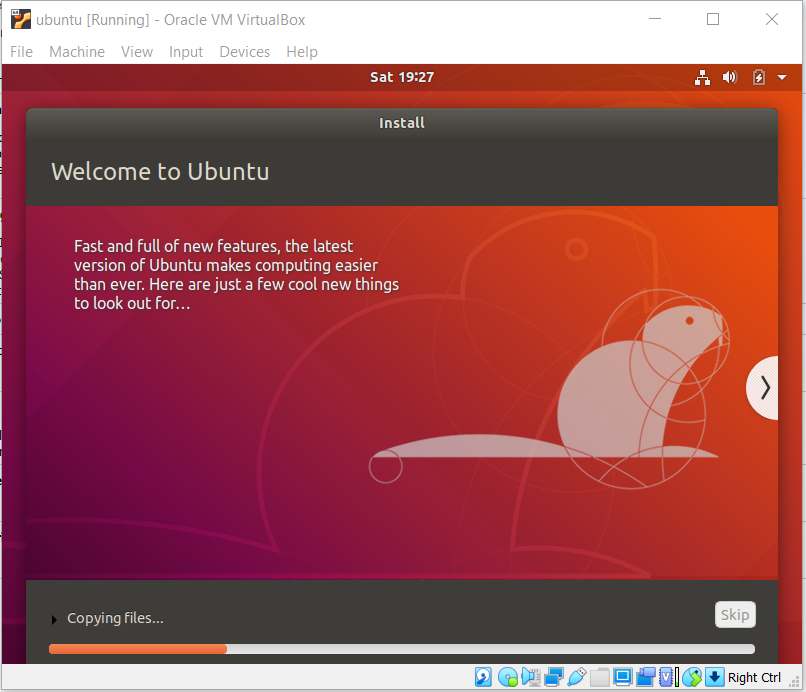 ubuntu [Running] - Oracle VM VirtualBox
File Machine View Input Devices Help
Sat 19:27
Install
Welcome to Ubuntu
Fast and full of new features, the latest
version of Ubuntu makes computing easier
than ever. Here are just a few cool new things
to look out for…
Copying files...
Skip
Right Ctrl